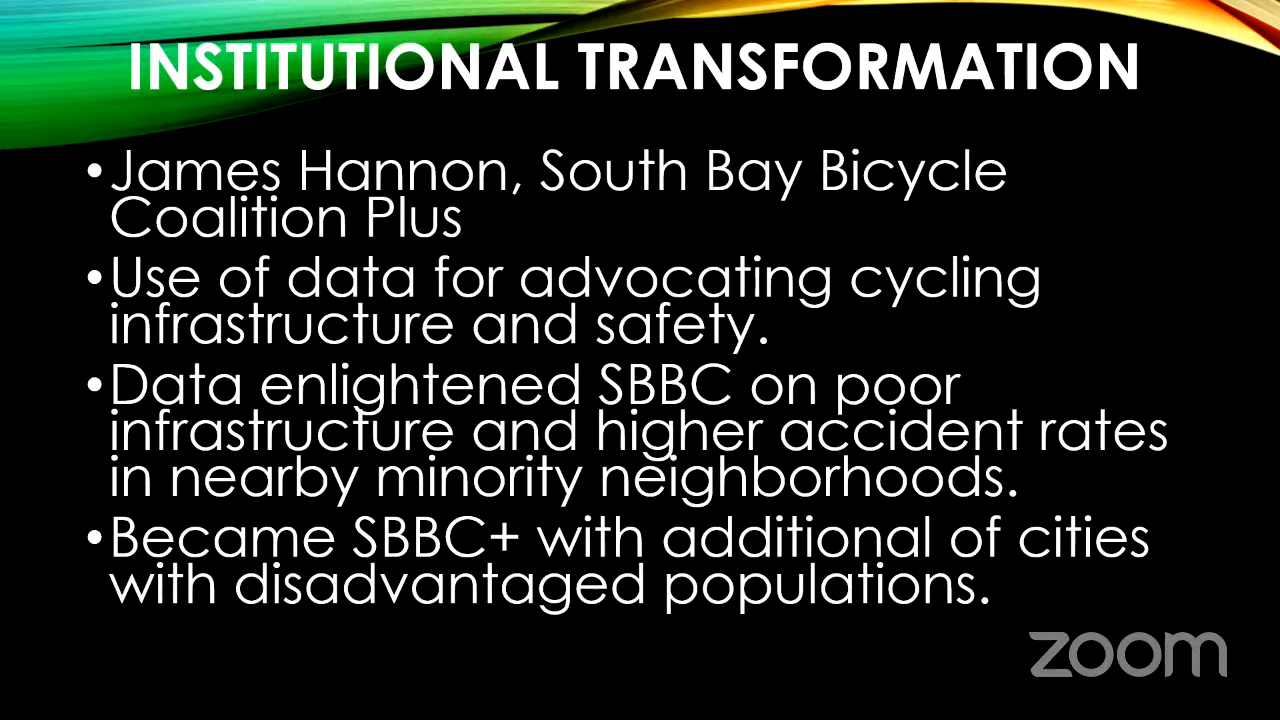 INSTITUTIONAL TRANSFORMATION
• James Hannon, South Bay Bicycle
Coalition Plus
• Use of data for advocating cycling
infrastructure and safety.
• Data enlightened SBBC on poor
infrastructure and higher accident rates
in nearby minority neighborhoods.
• Became SBBC+ with additional of cities
with disadvantaged populations.
zoom